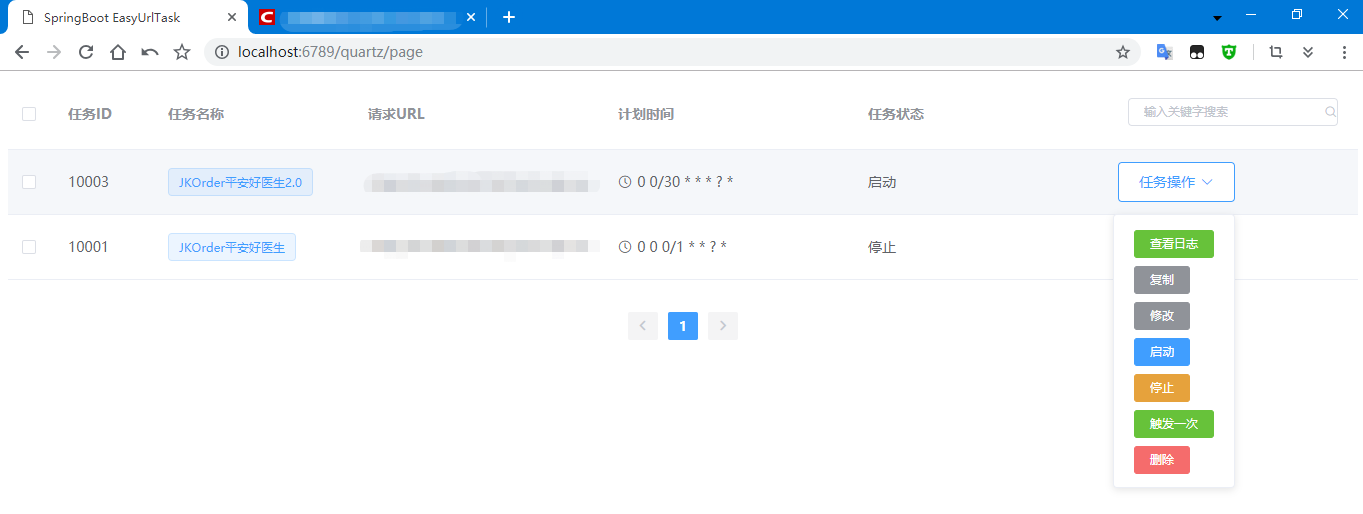 SpringBoot EasyUrlTask
localhost:6789/quartz/page
任务ID 任务名称 请求URL 计划时间 任务状态 输入关键字搜索
10003 JKOrder平安好医生2.0 0 0/30 * * * ? * 启动 任务操作
10001 JKOrder平安好医生 0 0 0/1 * * ? * 停止
查看日志
复制
修改
1
启动
停止
触发一次
删除